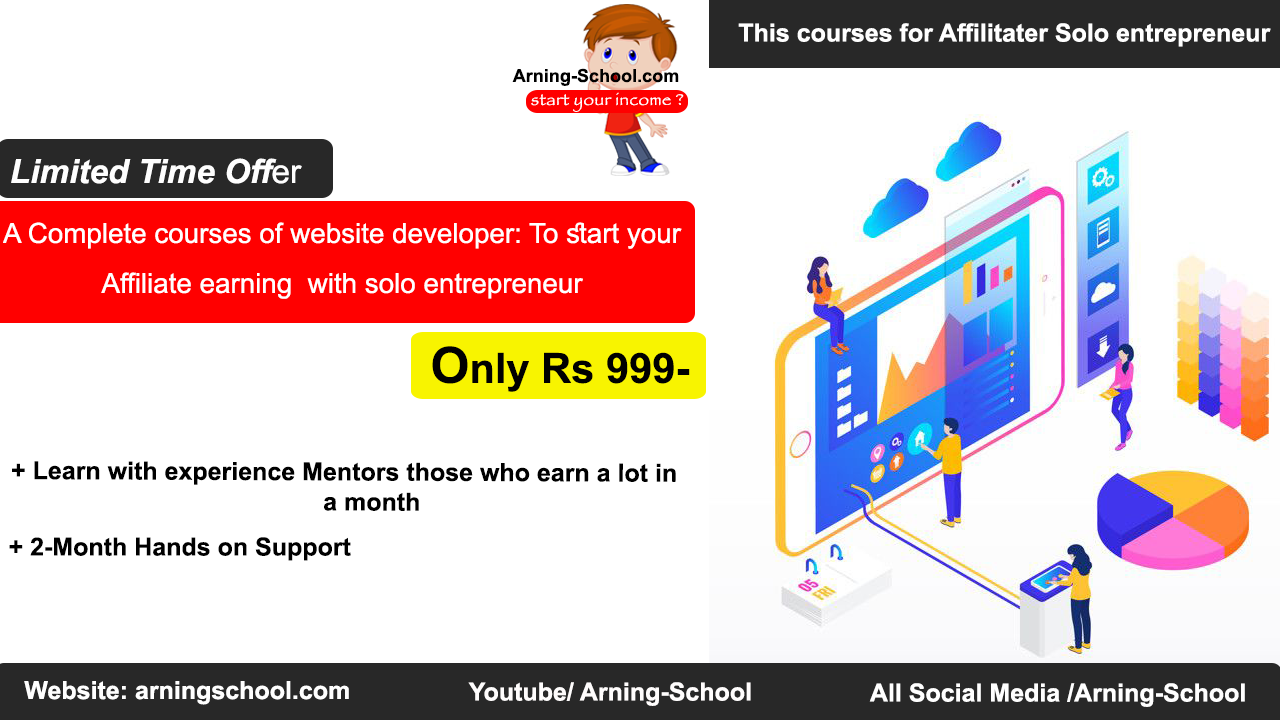 This courses for Affilitater Solo entrepreneur
Arning-School.com
start your income ?
Limited Time Offer
A Complete courses of website developer: To start your
Affiliate earning with solo entrepreneur
Only Rs 999-
+ Learn with experience Mentors those who earn a lot in
a month
+ 2-Month Hands on Support
05
FRI
Website: arningschool.com
Youtube/ Arning-School
All Social Media /Arning-School